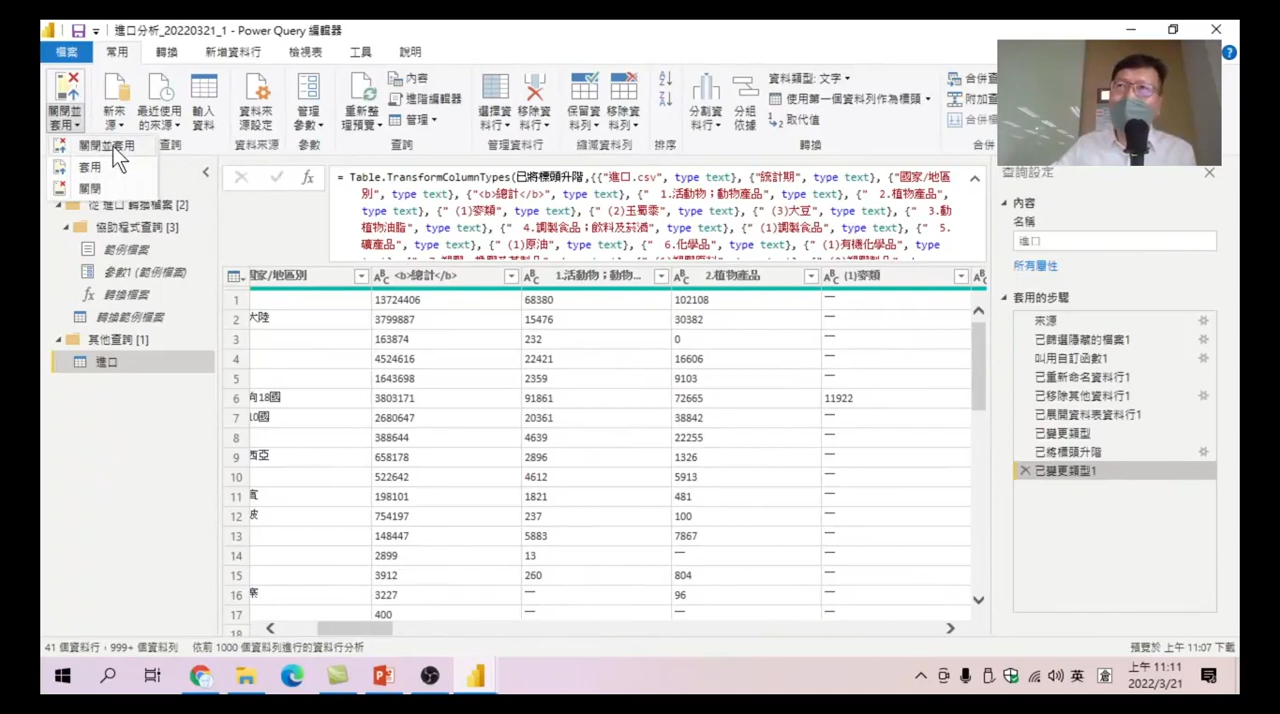 進口分析_20220321_1 - Power Query 編輯器
檔案 常用 轉換 新增資料行 檢視表 工具 說明
關閉並套用 新來源 最近使用的來源 輸入資料 資料來源設定 管理參數 重新整理預覽 內容 進階編輯器 管理 選擇資料行 移除資料行 保留資料列 移除資料列 分割資料行 分組依據 資料類型: 文字 使用第一個資料列作為標頭 取代值 合併查 附加查 合併檔
關閉並套用 查詢 資料來源 參數 查詢 管理資料行 縮減資料列 排序 合併
套用
關閉
從 進口 轉換檔案 [2]
協助程式查詢 [3]
範例檔案
參數1 (範例檔案)
轉換檔案
轉換範例檔案
其他查詢 [1]
進口
= Table.TransformColumnTypes(已將標頭升階,{{"進口.csv", type text}, {"統計期", type text}, {"國家/地區
別", type text}, {"<b>總計</b>", type text}, {" 1.活動物；動物產品", type text}, {" 2.植物產品",
type text}, {" (1)麥類", type text}, {" (2)玉蜀黍", type text}, {" (3)大豆", type text}, {" 3.動
植物油脂", type text}, {" 4.調製食品；飲料及菸酒", type text}, {" (1)調製食品", type text}, {" 5.
礦產品", type text}, {" (1)原油", type text}, {" 6.化學品", type text}, {" (1)有機化學品", type
國家/地區別 <b>總計</b> 1.活動物；動物... 2.植物產品 (1)麥類
1 13724406 68380 102108 —
2 大陸 3799887 15476 30382 —
3 163874 232 0 —
4 4524616 22421 16606 —
5 1643698 2359 9103 —
6 向18國 3803171 91861 72665 11922
7 10國 2680647 20361 38842 —
8 388644 4639 22255 —
9 西亞 658178 2896 1326 —
10 522642 4612 5913 —
11 198101 1821 481 —
12 坡 754197 237 100 —
13 148447 5883 7867 —
14 2899 13 — —
15 3912 260 804 —
16 3227 — 96 —
17 400 — — —
18
查詢設定
內容
名稱
進口
所有屬性
套用的步驟
來源
已篩選隱藏的檔案1
叫用自訂函數1
已重新命名資料行1
已移除其他資料行1
已展開資料表資料行1
已變更類型
已將標頭升階
已變更類型1
41 個資料行，999+ 個資料列 依前 1000 個資料列進行的資料行分析 預覽於 上午 11:07 下載
英 上午 11:11
2022/3/21